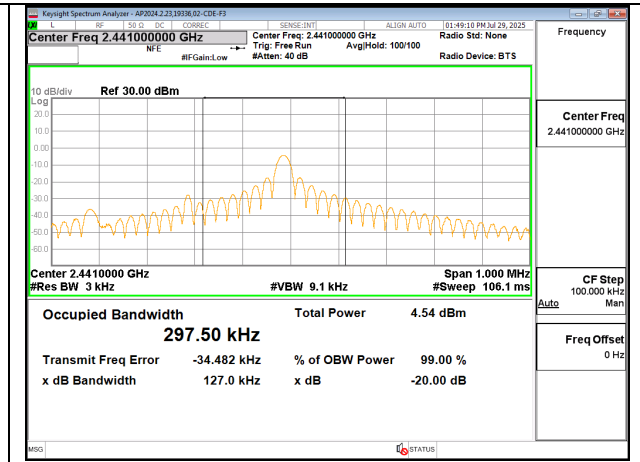 Keysight Spectrum Analyzer - AP2024.2.23,19336,02-CDE-F3
L RF 50 Ω DC CORREC SENSE:INT ALIGN AUTO 01:49:10 PM Jul 29, 2025
Center Freq 2.441000000 GHz
Center Freq: 2.441000000 GHz
Radio Std: None
Frequency
NFE
Trig: Free Run
Avg|Hold: 100/100
#IFGain:Low
#Atten: 40 dB
Radio Device: BTS
10 dB/div
Ref 30.00 dBm
Log
20.0
10.0
0.00
-10.0
-20.0
-30.0
-40.0
-50.0
-60.0
Center Freq
2.441000000 GHz
Center 2.4410000 GHz
Span 1.000 MHz
#Res BW 3 kHz
#VBW 9.1 kHz
#Sweep 106.1 ms
CF Step
100.000 kHz
Auto Man
Occupied Bandwidth
Total Power
4.54 dBm
297.50 kHz
Freq Offset
0 Hz
Transmit Freq Error
-34.482 kHz
% of OBW Power
99.00 %
x dB Bandwidth
127.0 kHz
x dB
-20.00 dB
MSG
STATUS